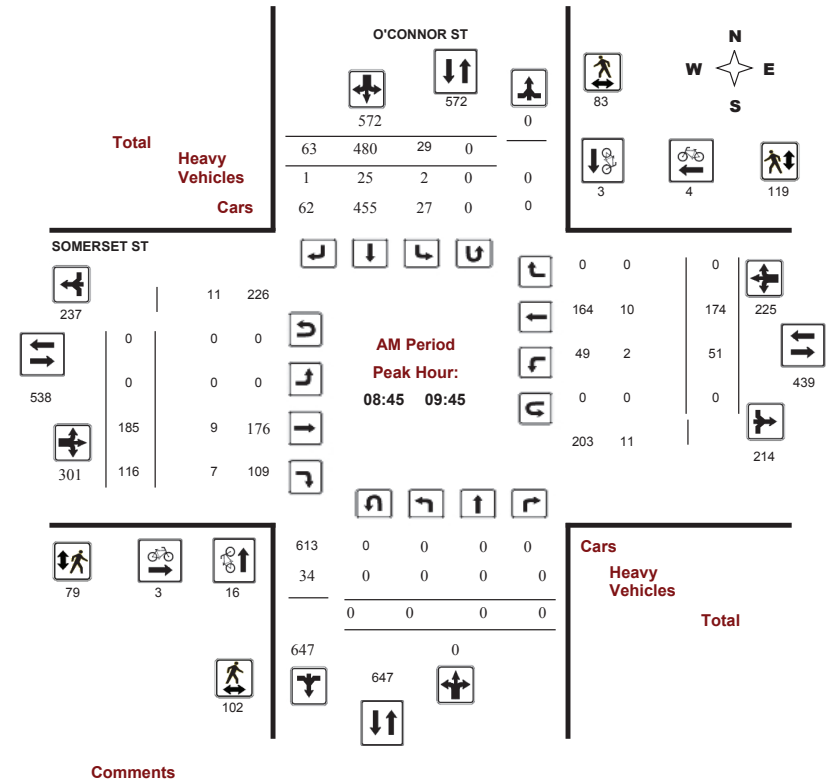 O'CONNOR ST
N
W E
S
572
83
572 0
Total 63 480 29 0
Heavy
Vehicles 1 25 2 0 0
Cars 62 455 27 0 0
3 4 119
SOMERSET ST
237 11 226
0 0 0
0 0 0
538
185 9 176
301 116 7 109
AM Period
Peak Hour:
08:45 09:45
0 0 0
164 10 174 225
49 2 51
439
0 0 0
203 11
214
79 3 16
613 0 0 0 0 Cars
34 0 0 0 0 Heavy
Vehicles
0 0 0 0 Total
647 0
647
102
Comments